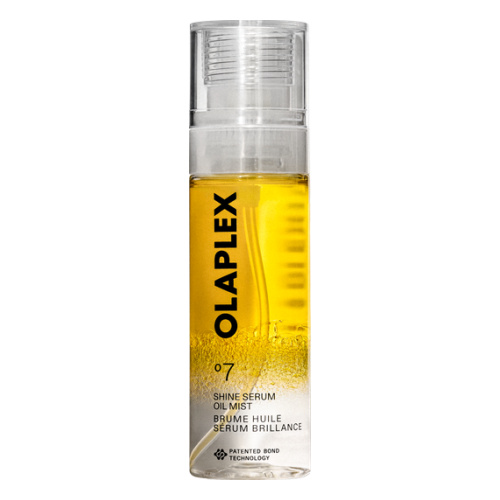 OLAPLEX
º7
SHINE SERUM
OIL MIST
BRUME HUILE
SÉRUM BRILLANCE
PATENTED BOND
TECHNOLOGY